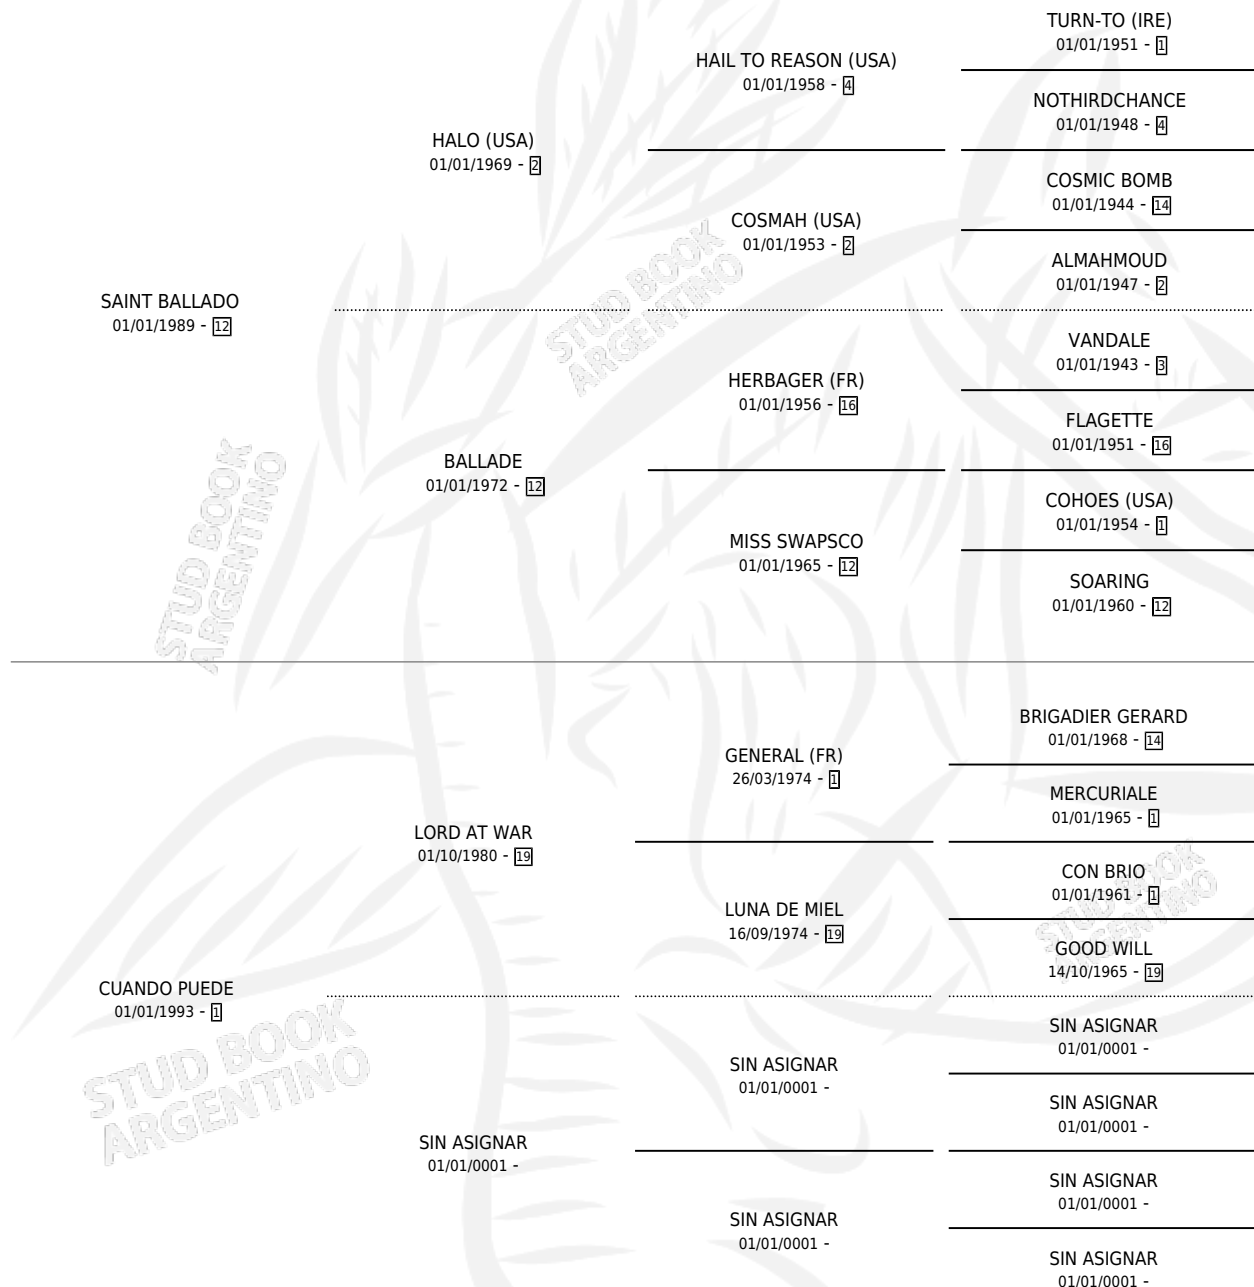 TURN-TO (IRE)
01/01/1951 - 1
HAIL TO REASON (USA)
01/01/1958 - 4
NOTHIRDCHANCE
01/01/1948 - 4
HALO (USA)
01/01/1969 - 2
COSMIC BOMB
01/01/1944 - 14
COSMAH (USA)
01/01/1953 - 2
ALMAHMOUD
01/01/1947 - 2
SAINT BALLADO
01/01/1989 - 12
VANDALE
01/01/1943 - 3
HERBAGER (FR)
01/01/1956 - 16
FLAGETTE
01/01/1951 - 16
BALLADE
01/01/1972 - 12
COHOES (USA)
01/01/1954 - 1
MISS SWAPSCO
01/01/1965 - 12
SOARING
01/01/1960 - 12
BRIGADIER GERARD
01/01/1968 - 14
GENERAL (FR)
26/03/1974 - 1
MERCURIALE
01/01/1965 - 1
LORD AT WAR
01/10/1980 - 19
CON BRIO
01/01/1961 - 1
LUNA DE MIEL
16/09/1974 - 19
GOOD WILL
14/10/1965 - 19
CUANDO PUEDE
01/01/1993 - 1
SIN ASIGNAR
01/01/0001 -
SIN ASIGNAR
01/01/0001 -
SIN ASIGNAR
01/01/0001 -
SIN ASIGNAR
01/01/0001 -
SIN ASIGNAR
01/01/0001 -
SIN ASIGNAR
01/01/0001 -
SIN ASIGNAR
01/01/0001 -
STUD BOOK
ARGENTINO
STUD BOOK
ARGENTINO
STUD BOOK
ARGENTINO
STUD BOOK
ARGENTINO